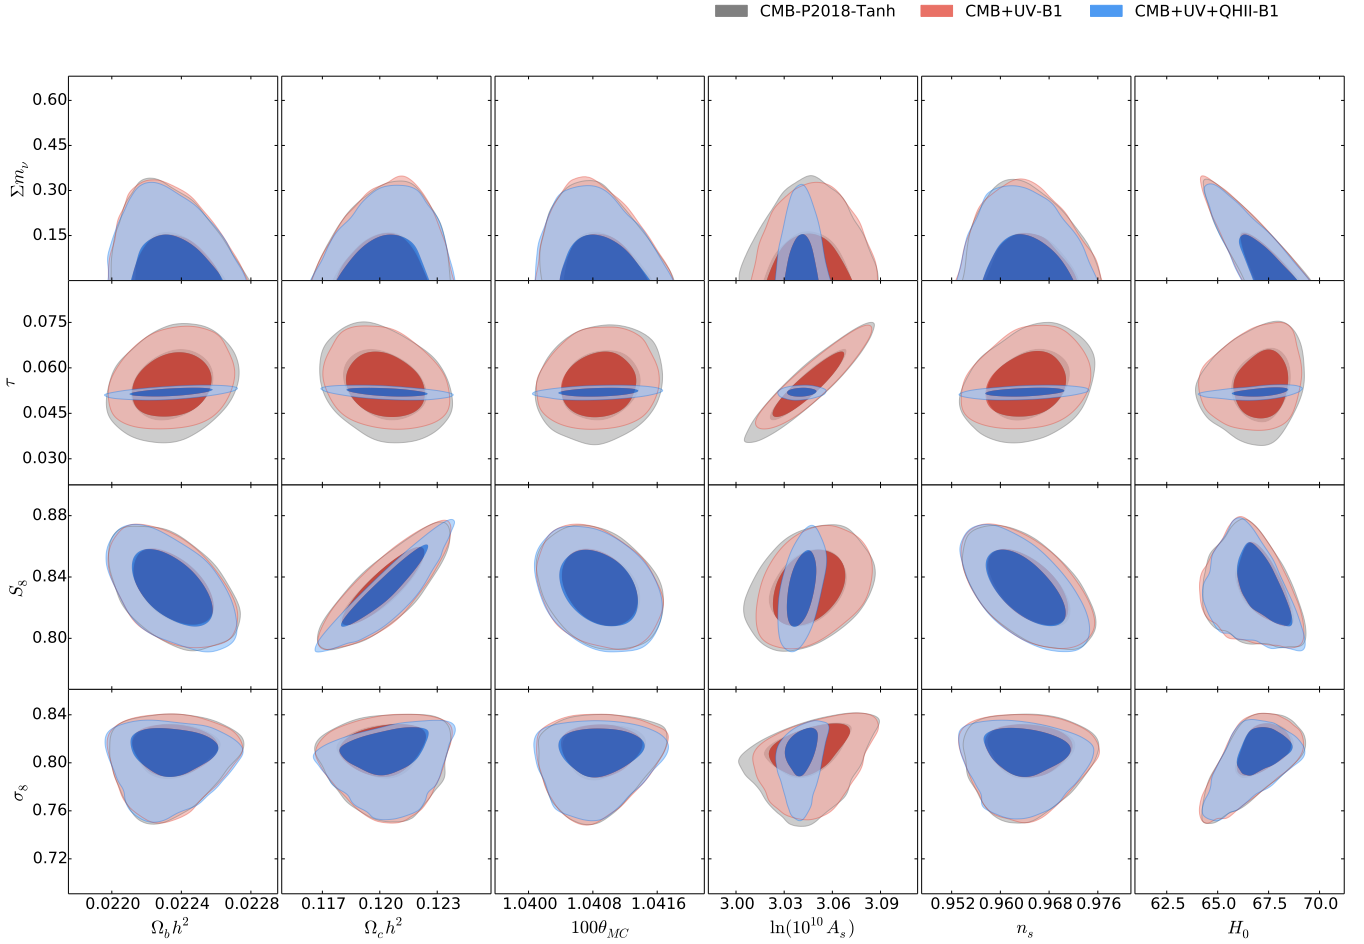 CMB-P2018-Tanh CMB+UV-B1 CMB+UV+QHII-B1
0.60
0.45
0.30
0.15
Σm_ν
0.075
0.060
0.045
0.030
τ
0.88
0.84
0.80
S_8
0.84
0.80
0.76
0.72
σ_8
0.0220 0.0224 0.0228 0.117 0.120 0.123 1.0400 1.0408 1.0416 3.00 3.03 3.06 3.09 0.952 0.960 0.968 0.976 62.5 65.0 67.5 70.0
Ω_b h² Ω_c h² 100θ_MC ln(10¹⁰ A_s) n_s H_0